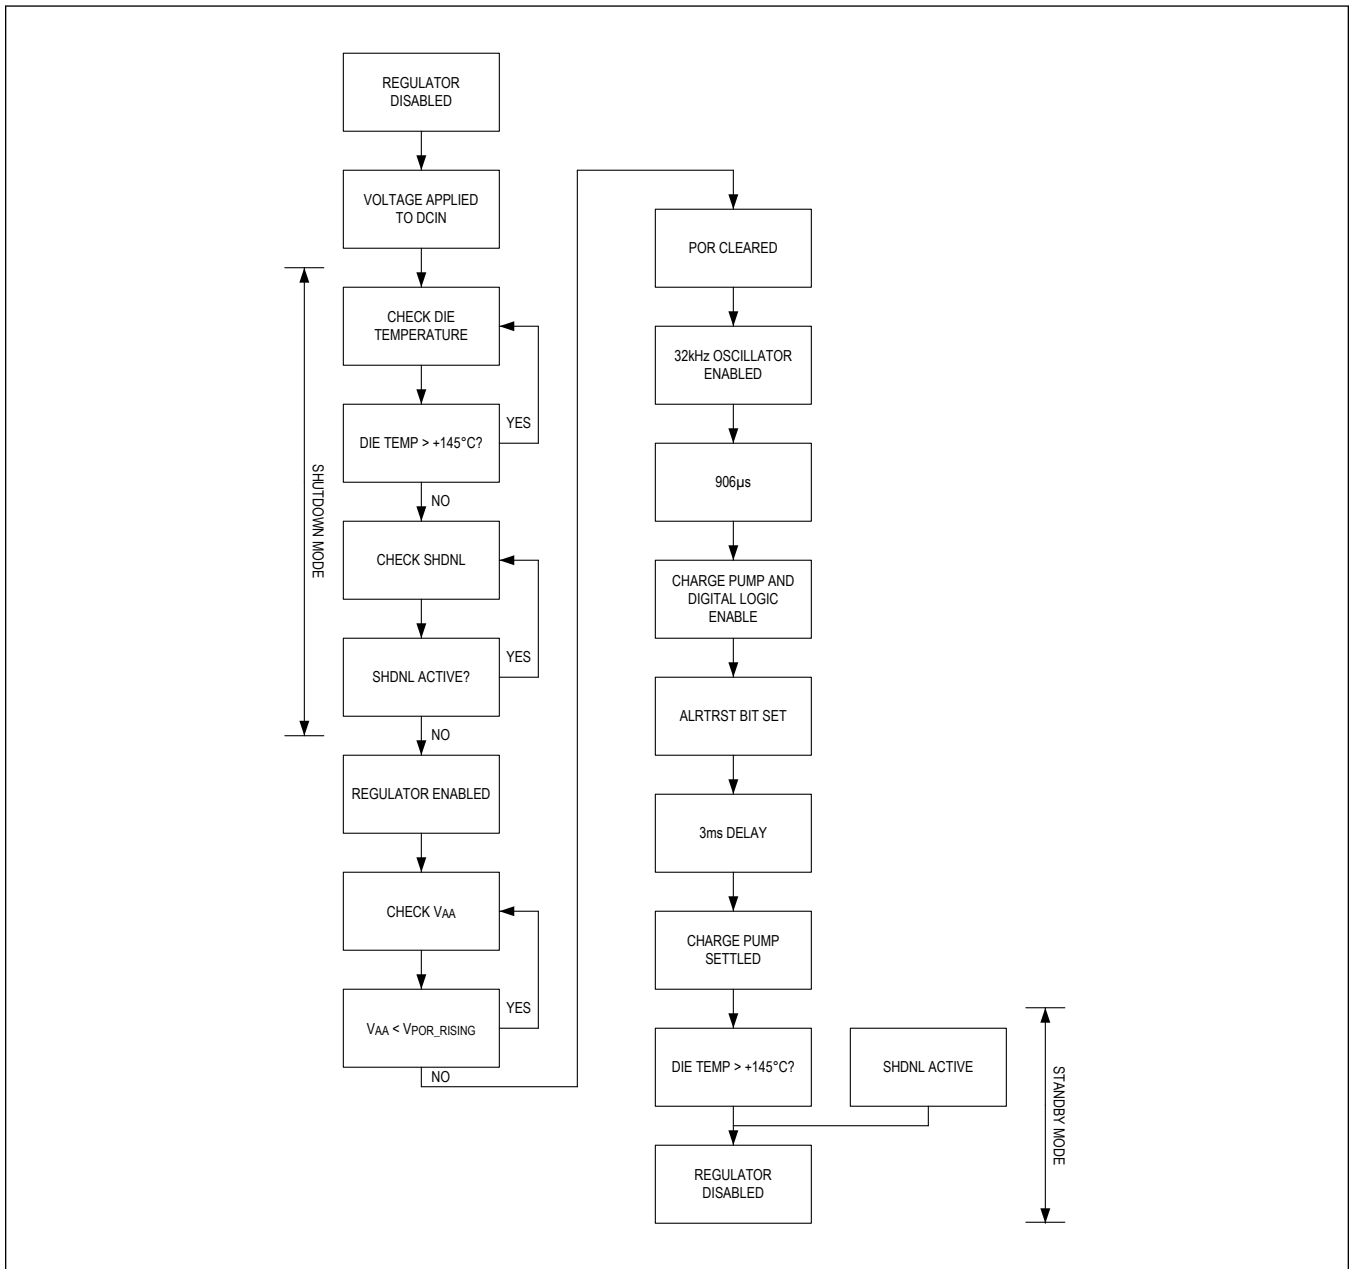 REGULATOR
DISABLED
VOLTAGE APPLIED
TO DCIN
CHECK DIE
TEMPERATURE
DIE TEMP > +145°C?
YES
NO
CHECK SHDNL
SHDNL ACTIVE?
YES
NO
SHUTDOWN MODE
REGULATOR ENABLED
CHECK VAA
VAA < VPOR_RISING
YES
NO
POR CLEARED
32kHz OSCILLATOR
ENABLED
906µs
CHARGE PUMP AND
DIGITAL LOGIC
ENABLE
ALRTRST BIT SET
3ms DELAY
CHARGE PUMP
SETTLED
DIE TEMP > +145°C?
SHDNL ACTIVE
REGULATOR
DISABLED
STANDBY MODE